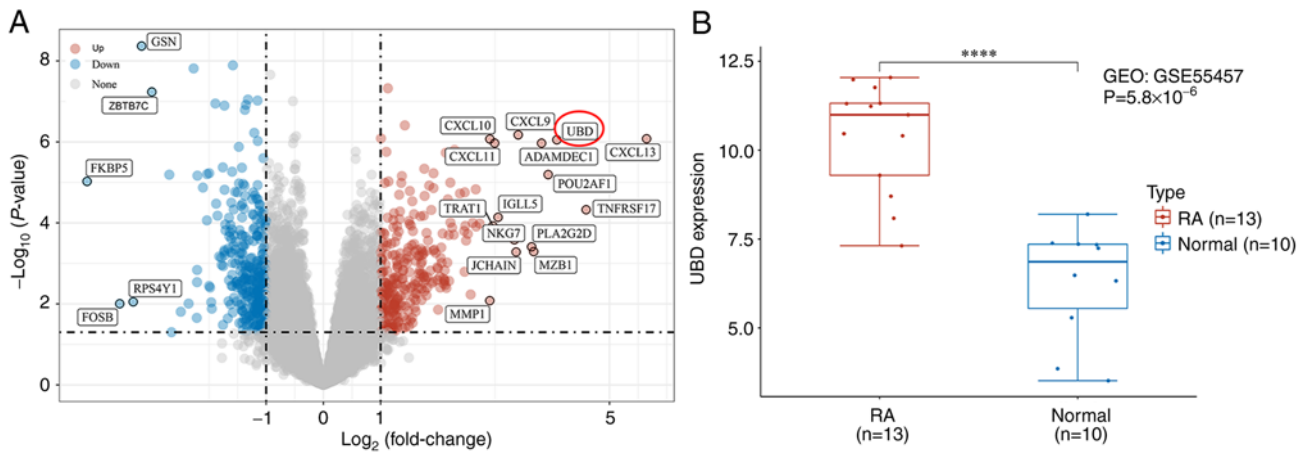 A
Up
Down
None
GSN
ZBTB7C
FKBP5
RPS4Y1
FOSB
CXCL10
CXCL9
UBD
CXCL11
ADAMDEC1
CXCL13
POU2AF1
TRAT1
IGLL5
TNFRSF17
NKG7
PLA2G2D
JCHAIN
MZB1
MMP1
8
6
4
2
0
−Log10 (P-value)
−1
0
1
5
Log2 (fold-change)
B
****
GEO: GSE55457
P=5.8×10−6
12.5
10.0
7.5
5.0
UBD expression
Type
RA (n=13)
Normal (n=10)
RA
(n=13)
Normal
(n=10)